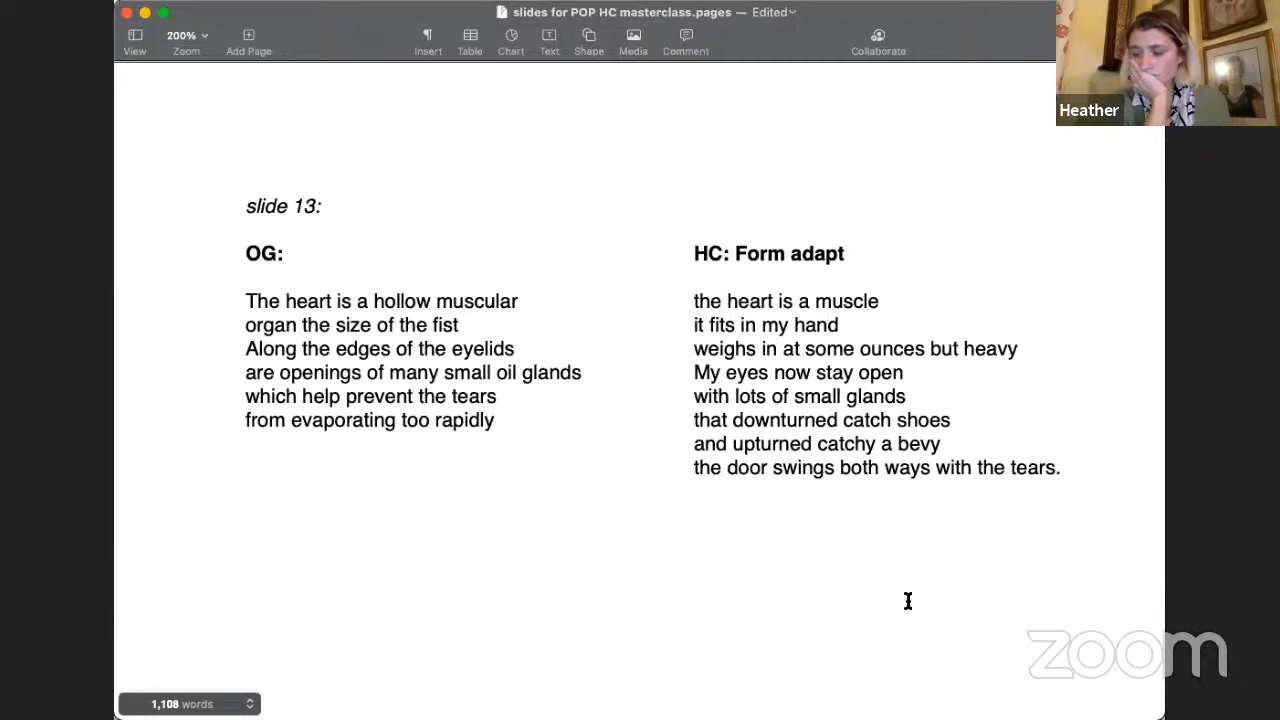 slides for POP HC masterclass.pages — Edited
200%
View
Zoom
Add Page
Insert
Table
Chart
Text
Shape
Media
Comment
Collaborate
Heather
slide 13:
OG:
The heart is a hollow muscular
organ the size of the fist
Along the edges of the eyelids
are openings of many small oil glands
which help prevent the tears
from evaporating too rapidly
HC: Form adapt
the heart is a muscle
it fits in my hand
weighs in at some ounces but heavy
My eyes now stay open
with lots of small glands
that downturned catch shoes
and upturned catchy a bevy
the door swings both ways with the tears.
zoom
1,108 words